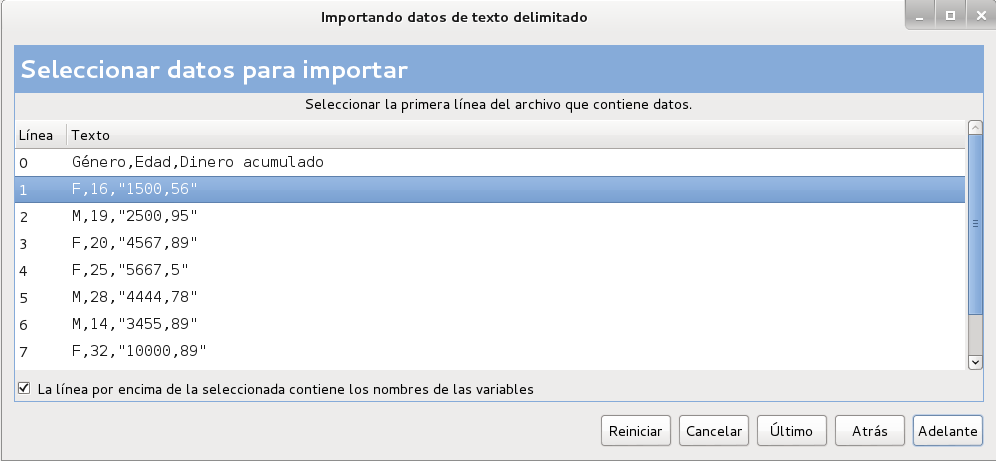 Importando datos de texto delimitado
Seleccionar datos para importar
Seleccionar la primera línea del archivo que contiene datos.
Línea Texto
0 Género,Edad,Dinero acumulado
1 F,16,"1500,56"
2 M,19,"2500,95"
3 F,20,"4567,89"
4 F,25,"5667,5"
5 M,28,"4444,78"
6 M,14,"3455,89"
7 F,32,"10000,89"
La línea por encima de la seleccionada contiene los nombres de las variables
Reiniciar Cancelar Último Atrás Adelante